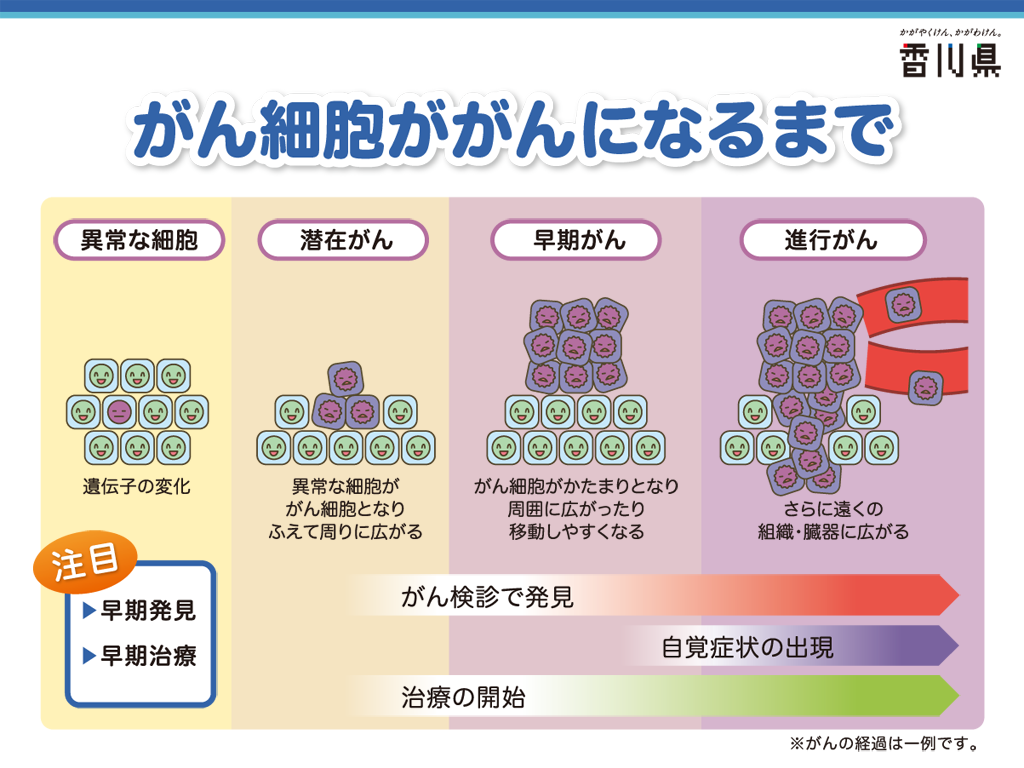 かがやくけん、かがわけん。
香川県
がん細胞ががんになるまで
異常な細胞
潜在がん
早期がん
進行がん
遺伝子の変化
異常な細胞が
がん細胞となり
ふえて周りに広がる
がん細胞がかたまりとなり
周囲に広がったり
移動しやすくなる
さらに遠くの
組織・臓器に広がる
注目
▶早期発見
▶早期治療
がん検診で発見
自覚症状の出現
治療の開始
※がんの経過は一例です。